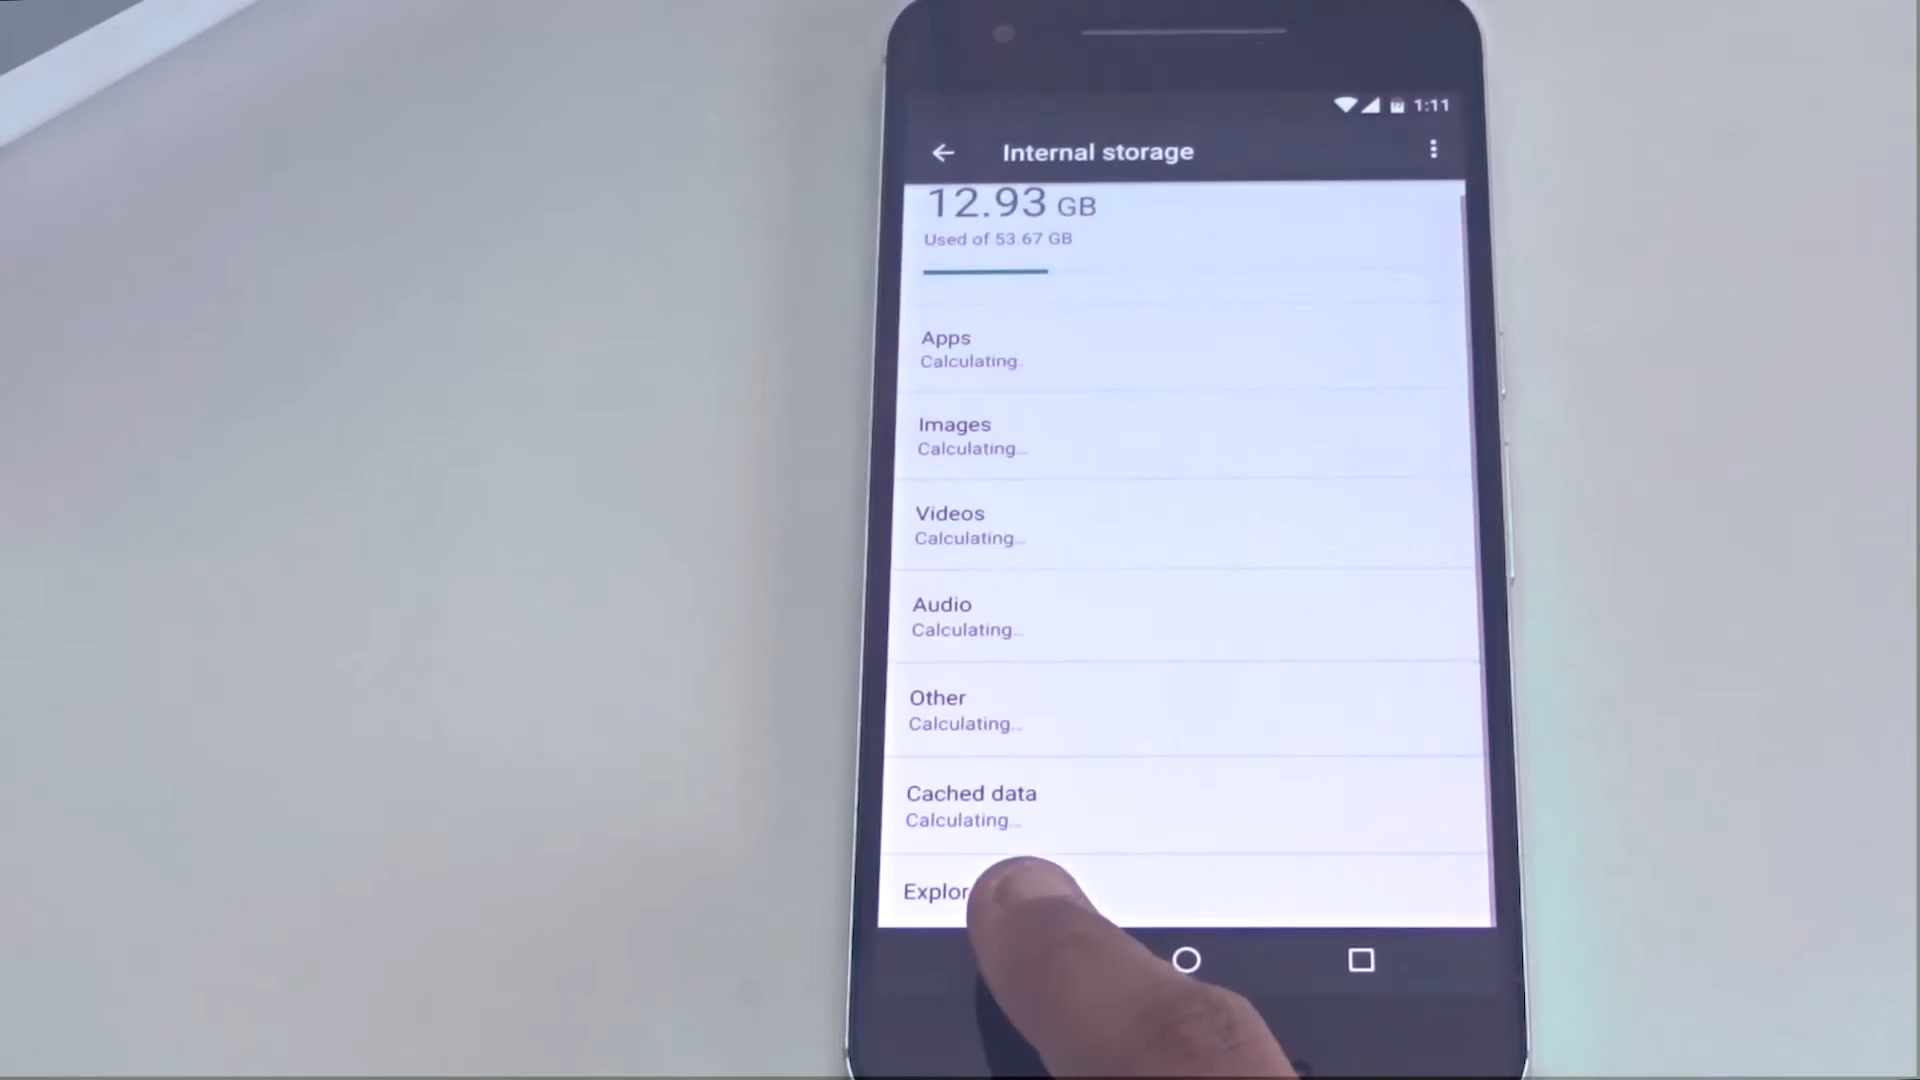 1:11
Internal storage
12.93 GB
Used of 53.67 GB
Apps
Calculating.
Images
Calculating...
Videos
Calculating...
Audio
Calculating...
Other
Calculating...
Cached data
Calculating...
Explor